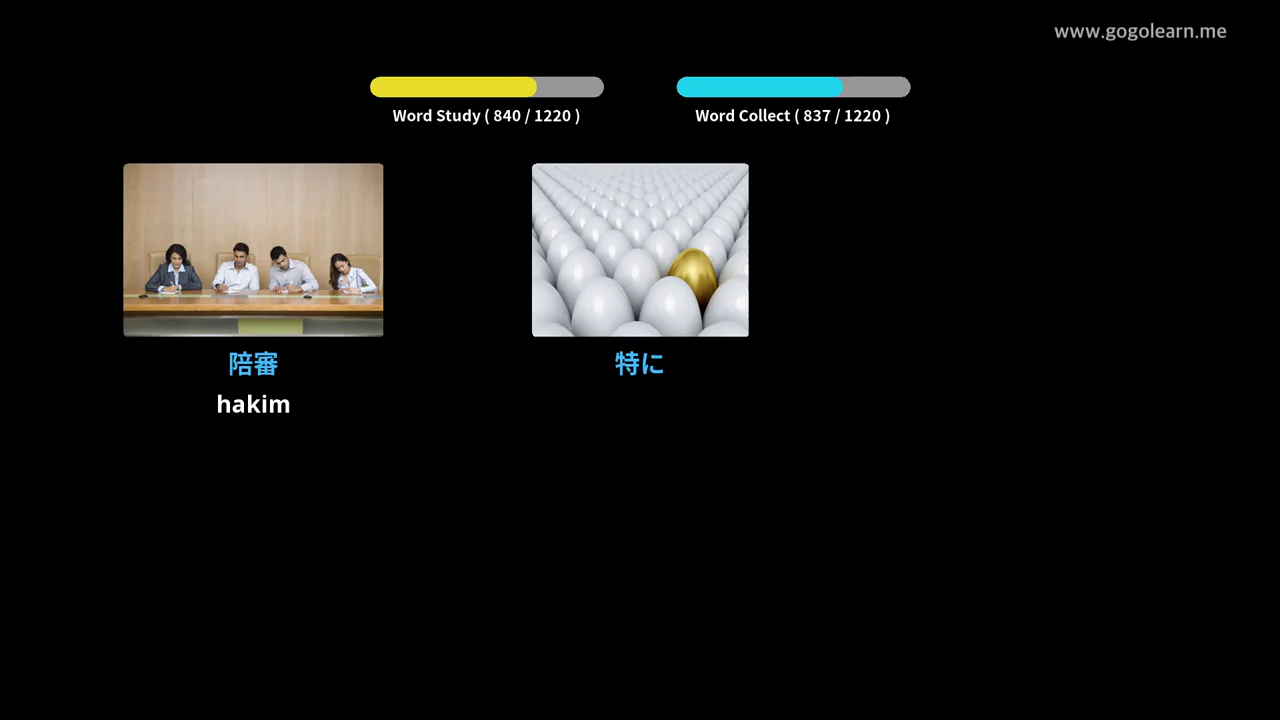 www.gogolearn.me
Word Study ( 840 / 1220 )
Word Collect ( 837 / 1220 )
陪審
hakim
特に